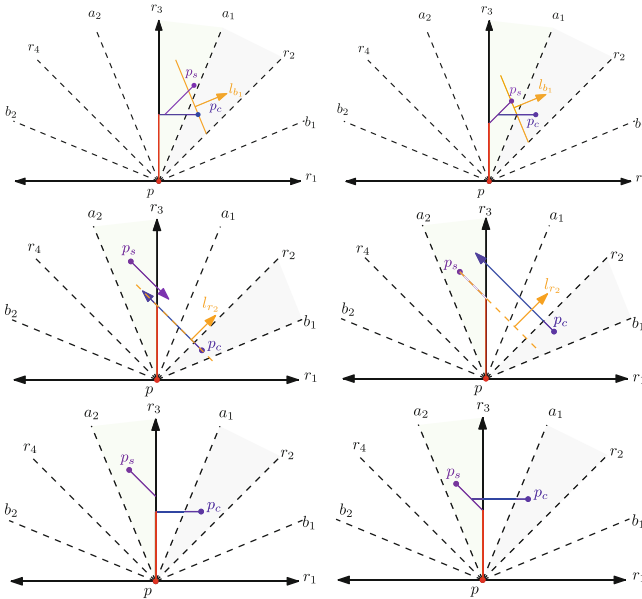 r3 a1 a2 r4 r2 ps lb1 pc b2 b1 r1 p
r3 a1 a2 r4 r2 ps lb1 pc b2 b r p
r3 a1 a2 r4 r2 ps lr2 pc b2 b1 r1 p
r3 a1 a2 r4 r2 ps lr2 pc b2 b1 r1 p
r3 a1 a2 r4 r2 ps pc b2 b1 r1 p
r3 a1 a2 r4 r2 ps pc b2 b1 r1 p